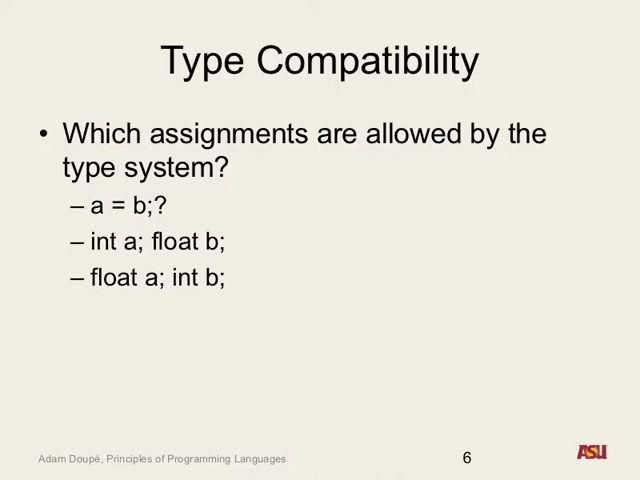 Type Compatibility
• Which assignments are allowed by the
type system?
– a = b;?
– int a; float b;
– float a; int b;
Adam Doupé, Principles of Programming Languages
6
ASU